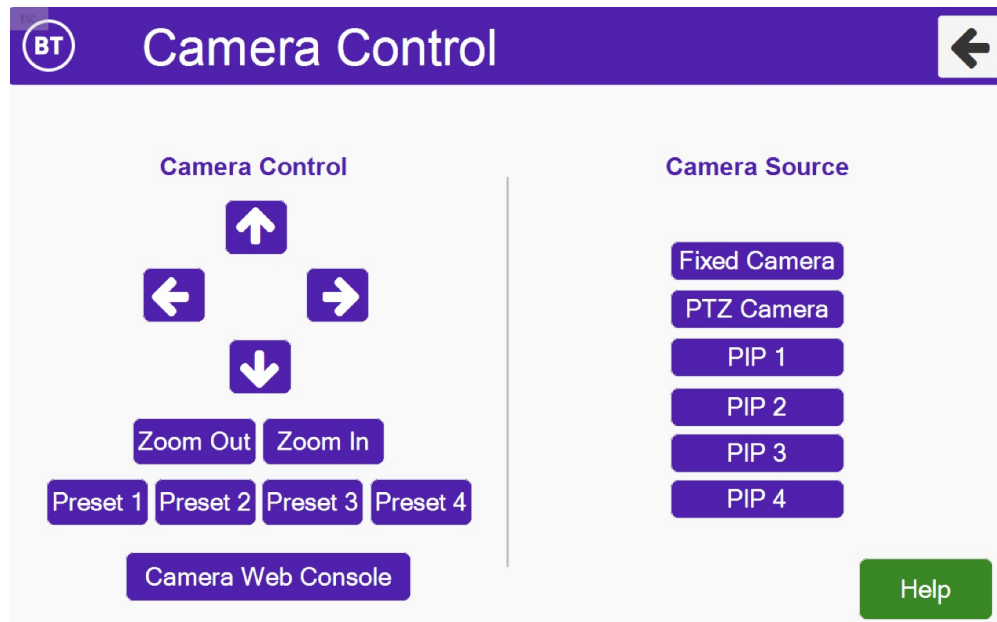 ESC
BT
Camera Control
Camera Control
Zoom Out Zoom In
Preset 1 Preset 2 Preset 3 Preset 4
Camera Web Console
Camera Source
Fixed Camera
PTZ Camera
PIP 1
PIP 2
PIP 3
PIP 4
Help